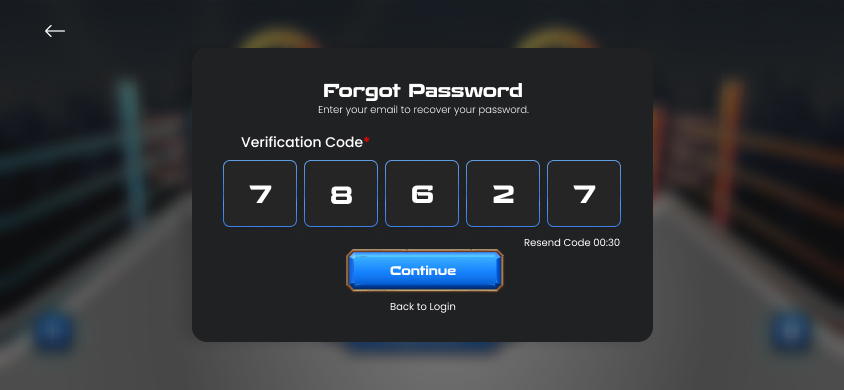 Forgot Password
Enter your email to recover your password.
Verification Code*
7 8 6 2 7
Resend Code 00:30
Continue
Back to Login